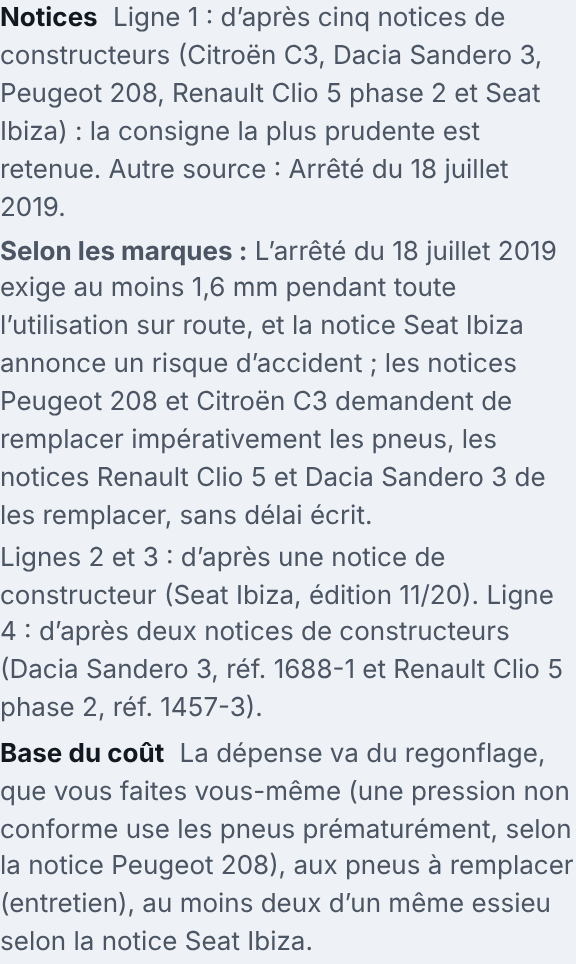 Notices Ligne 1 : d’après cinq notices de
constructeurs (Citroën C3, Dacia Sandero 3,
Peugeot 208, Renault Clio 5 phase 2 et Seat
Ibiza) : la consigne la plus prudente est
retenue. Autre source : Arrêté du 18 juillet
2019.
Selon les marques : L’arrêté du 18 juillet 2019
exige au moins 1,6 mm pendant toute
l’utilisation sur route, et la notice Seat Ibiza
annonce un risque d’accident ; les notices
Peugeot 208 et Citroën C3 demandent de
remplacer impérativement les pneus, les
notices Renault Clio 5 et Dacia Sandero 3 de
les remplacer, sans délai écrit.
Lignes 2 et 3 : d’après une notice de
constructeur (Seat Ibiza, édition 11/20). Ligne
4 : d’après deux notices de constructeurs
(Dacia Sandero 3, réf. 1688-1 et Renault Clio 5
phase 2, réf. 1457-3).
Base du coût La dépense va du regonflage,
que vous faites vous-même (une pression non
conforme use les pneus prématurément, selon
la notice Peugeot 208), aux pneus à remplacer
(entretien), au moins deux d’un même essieu
selon la notice Seat Ibiza.